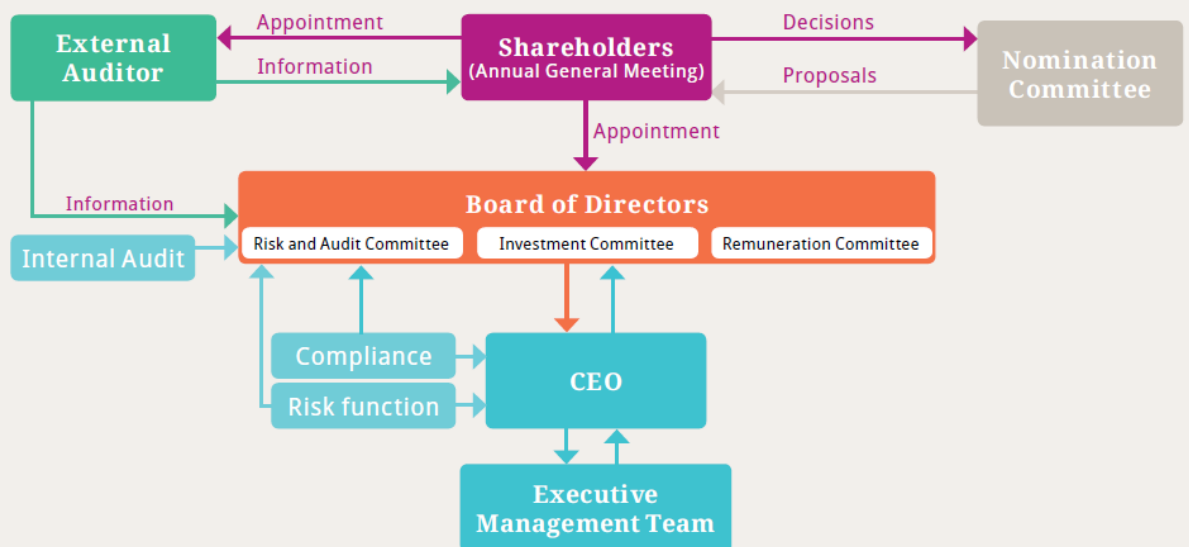 Appointment
Decisions
External
Auditor
Shareholders
(Annual General Meeting)
Nomination
Committee
Information
Proposals
Appointment
Information
Board of Directors
Risk and Audit Committee
Investment Committee
Remuneration Committee
Internal Audit
Compliance
CEO
Risk function
Executive
Management Team